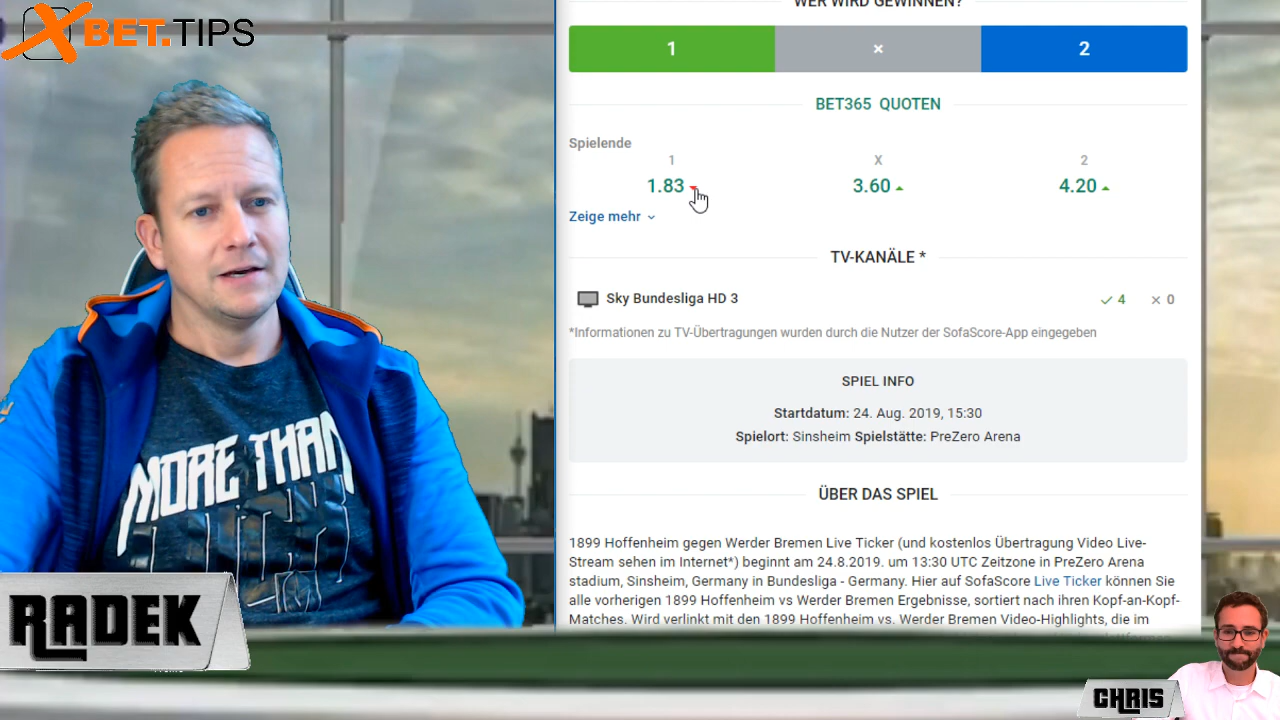 XBET.TIPS
WER WIRD GEWINNEN?
1 × 2
BET365 QUOTEN
Spielende
1 X 2
1.83 3.60 4.20
Zeige mehr
TV-KANÄLE *
Sky Bundesliga HD 3 4 0
*Informationen zu TV-Übertragungen wurden durch die Nutzer der SofaScore-App eingegeben
SPIEL INFO
Startdatum: 24. Aug. 2019, 15:30
Spielort: Sinsheim Spielstätte: PreZero Arena
ÜBER DAS SPIEL
1899 Hoffenheim gegen Werder Bremen Live Ticker (und kostenlos Übertragung Video Live-
Stream sehen im Internet*) beginnt am 24.8.2019. um 13:30 UTC Zeitzone in PreZero Arena
stadium, Sinsheim, Germany in Bundesliga - Germany. Hier auf SofaScore Live Ticker können Sie
alle vorherigen 1899 Hoffenheim vs Werder Bremen Ergebnisse, sortiert nach ihren Kopf-an-Kopf-
Matches. Wird verlinkt mit den 1899 Hoffenheim vs. Werder Bremen Video-Highlights, die im
MORE THAN
RADEK
CHRIS